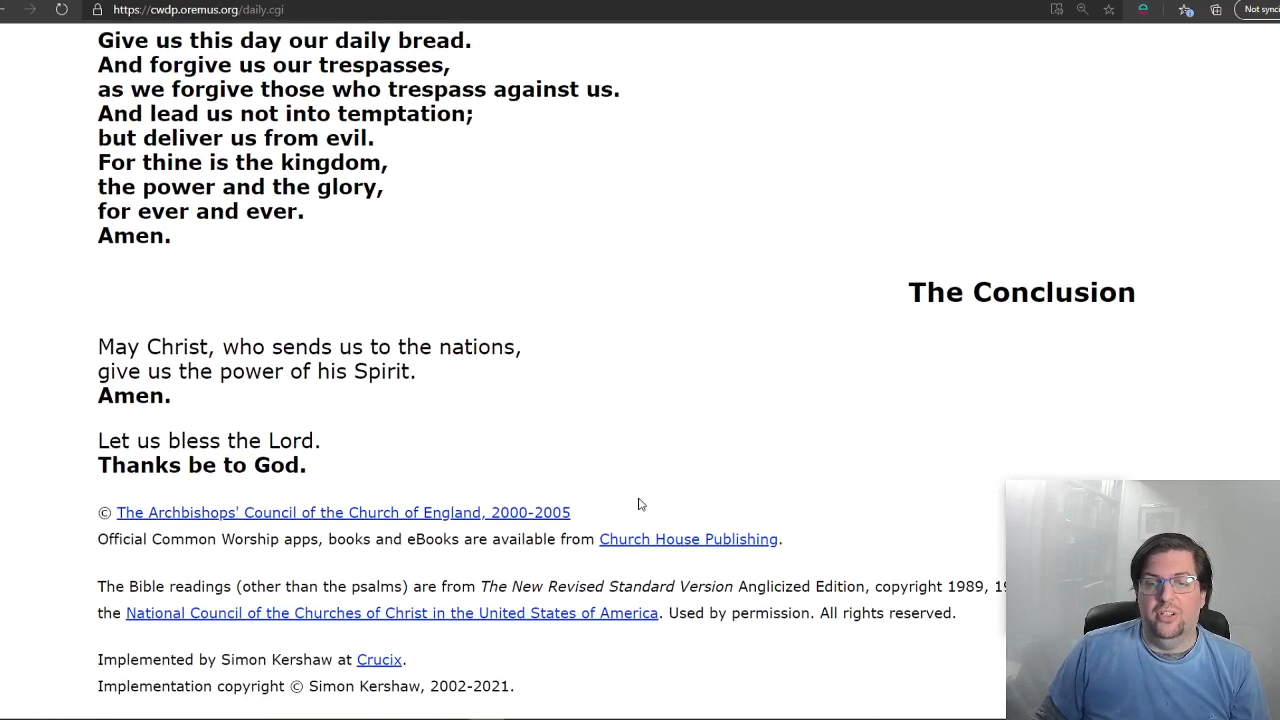 https://cwdp.oremus.org/daily.cgi
Not sync
Give us this day our daily bread.
And forgive us our trespasses,
as we forgive those who trespass against us.
And lead us not into temptation;
but deliver us from evil.
For thine is the kingdom,
the power and the glory,
for ever and ever.
Amen.
The Conclusion
May Christ, who sends us to the nations,
give us the power of his Spirit.
Amen.
Let us bless the Lord.
Thanks be to God.
© The Archbishops' Council of the Church of England, 2000-2005
Official Common Worship apps, books and eBooks are available from Church House Publishing.
The Bible readings (other than the psalms) are from The New Revised Standard Version Anglicized Edition, copyright 1989, 19
the National Council of the Churches of Christ in the United States of America. Used by permission. All rights reserved.
Implemented by Simon Kershaw at Crucix.
Implementation copyright © Simon Kershaw, 2002-2021.